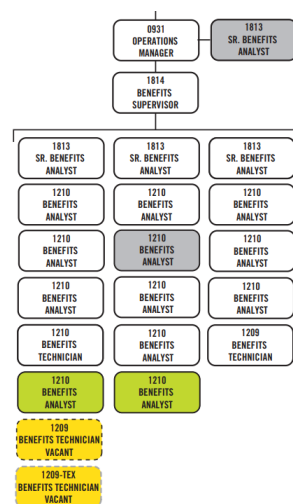 0931
OPERATIONS
MANAGER
1813
SR. BENEFITS
ANALYST
1814
BENEFITS
SUPERVISOR
1813
SR. BENEFITS
ANALYST
1813
SR. BENEFITS
ANALYST
1813
SR. BENEFITS
ANALYST
1210
BENEFITS
ANALYST
1210
BENEFITS
ANALYST
1210
BENEFITS
ANALYST
1210
BENEFITS
ANALYST
1210
BENEFITS
ANALYST
1210
BENEFITS
ANALYST
1210
BENEFITS
ANALYST
1210
BENEFITS
ANALYST
1210
BENEFITS
ANALYST
1210
BENEFITS
TECHNICIAN
1210
BENEFITS
ANALYST
1209
BENEFITS
TECHNICIAN
1210
BENEFITS
ANALYST
1210
BENEFITS
ANALYST
1209
BENEFITS TECHNICIAN
VACANT
1209-TEX
BENEFITS TECHNICIAN
VACANT